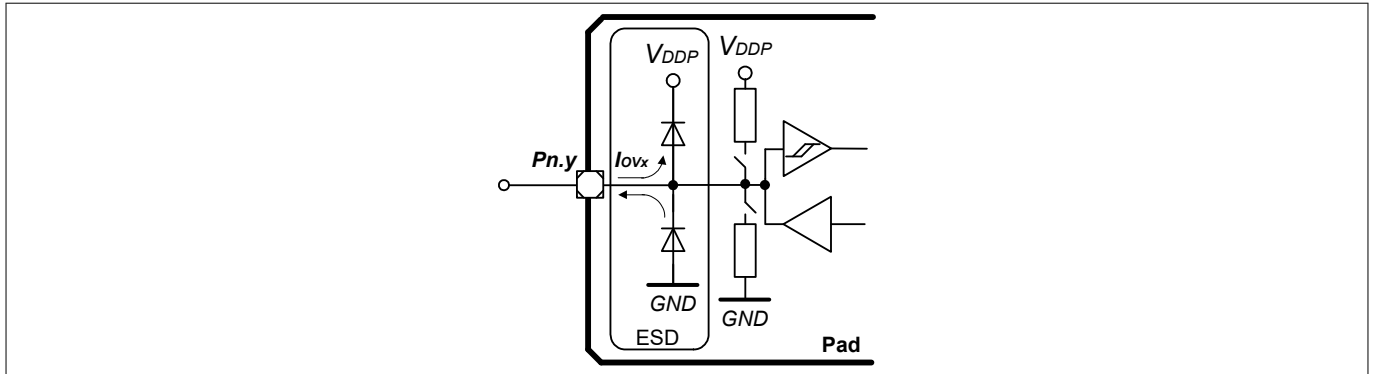 VDDP
VDDP
Pn.y
IOVx
GND
GND
ESD
Pad